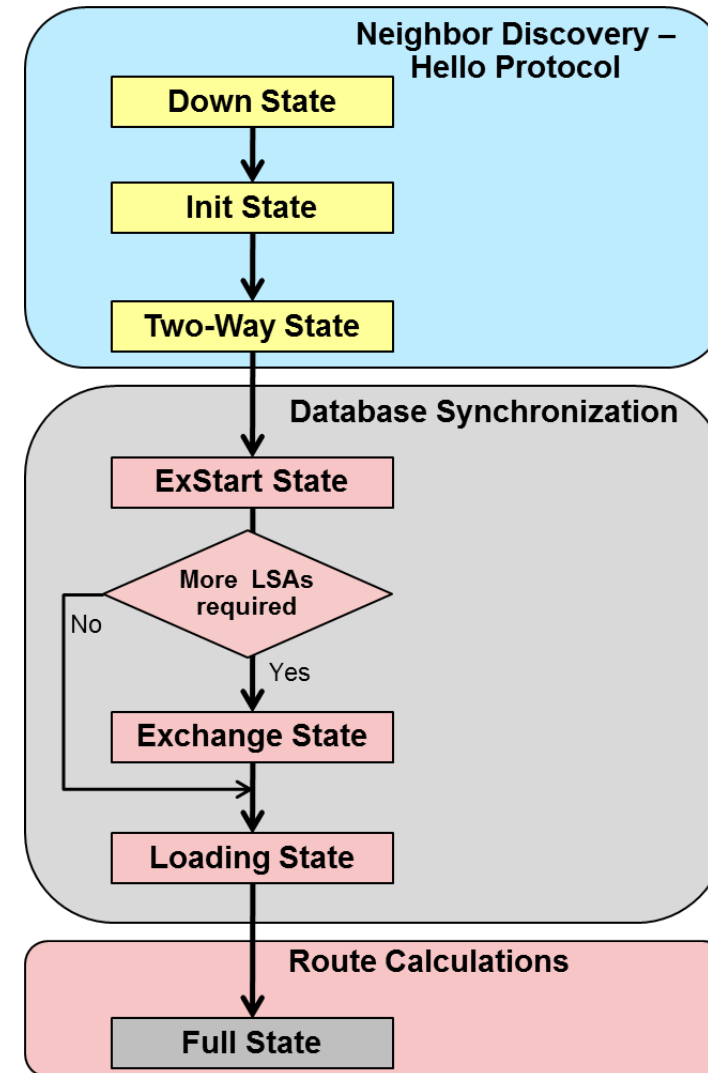 Neighbor Discovery –
Hello Protocol
Down State
Init State
Two-Way State
Database Synchronization
ExStart State
More LSAs
required
No
Yes
Exchange State
Loading State
Route Calculations
Full State